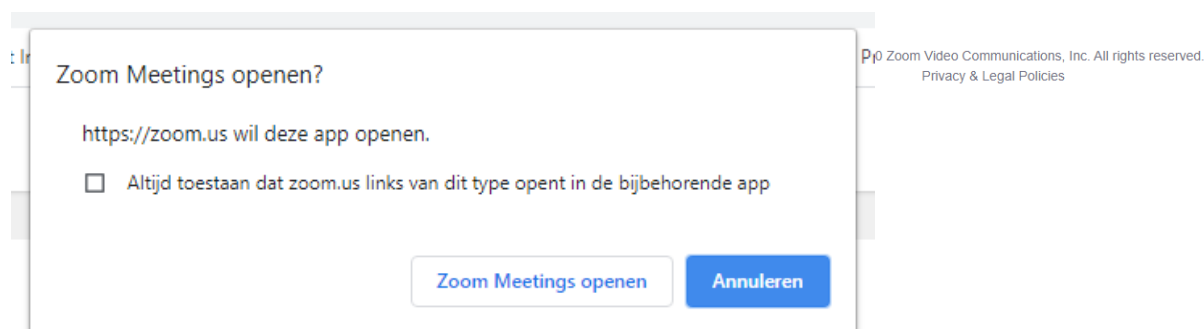 Zoom Meetings openen?
Zoom Video Communications, Inc. All rights reserved.
Privacy & Legal Policies
https://zoom.us wil deze app openen.
Altijd toestaan dat zoom.us links van dit type opent in de bijbehorende app
Zoom Meetings openen
Annuleren